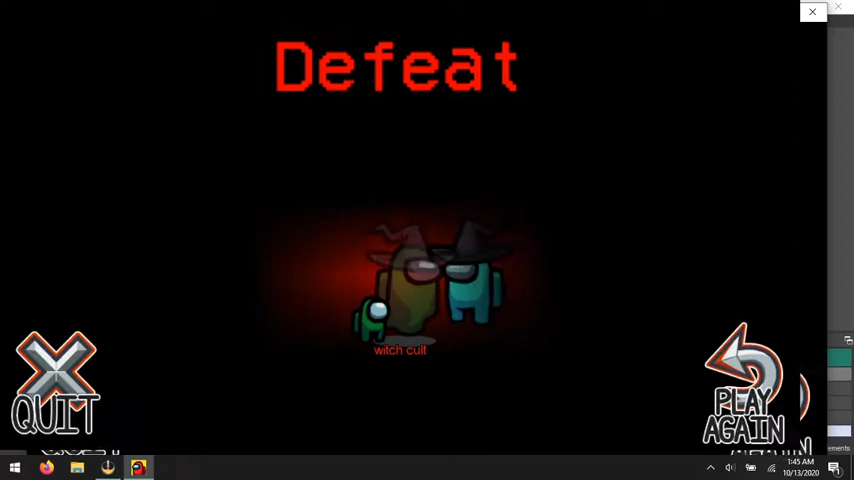 Defeat
witch cult
QUIT
PLAY
AGAIN
1:45 AM
10/13/2020